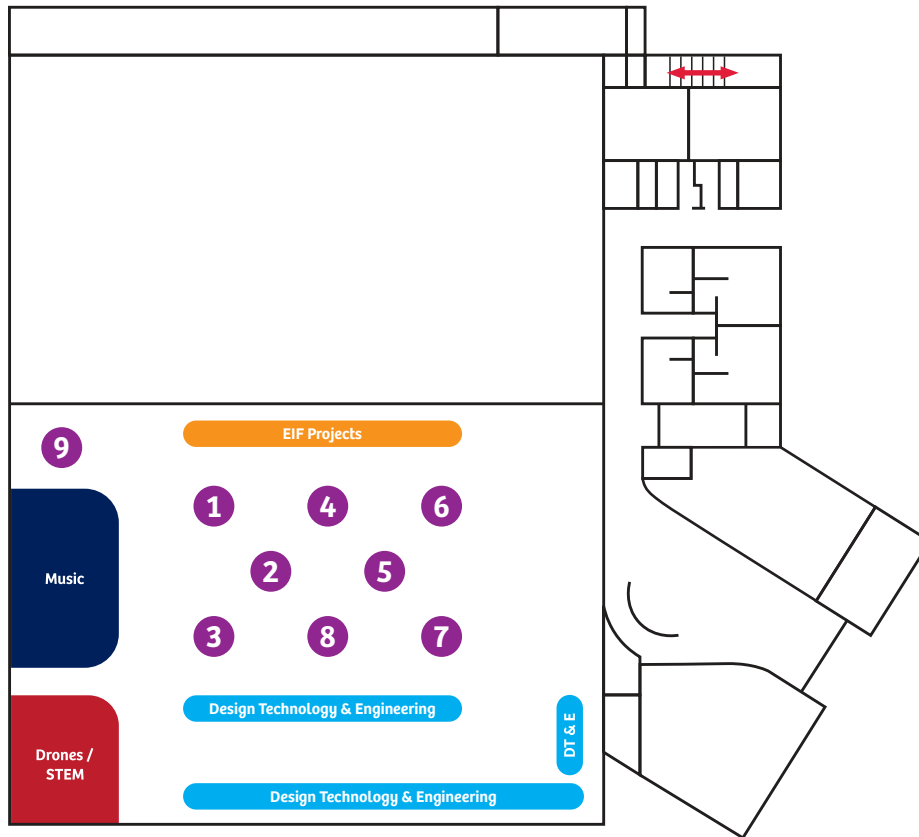 EIF Projects
9
1
4
6
Music
2
5
3
8
7
Design Technology & Engineering
DT & E
Drones /
STEM
Design Technology & Engineering